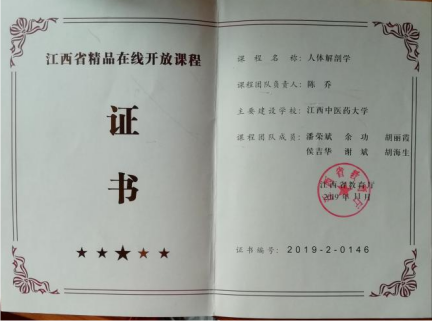 江西省精品在线开放课程
证
书
课程名称：人体解剖学
课程团队负责人：陈乔
主要建设学校：江西中医药大学
课程团队成员：潘荣斌 余功 胡丽霞
侯吉华 谢斌 胡海生
江西省教育厅
2019年11月
证书编号：2019-2-0146